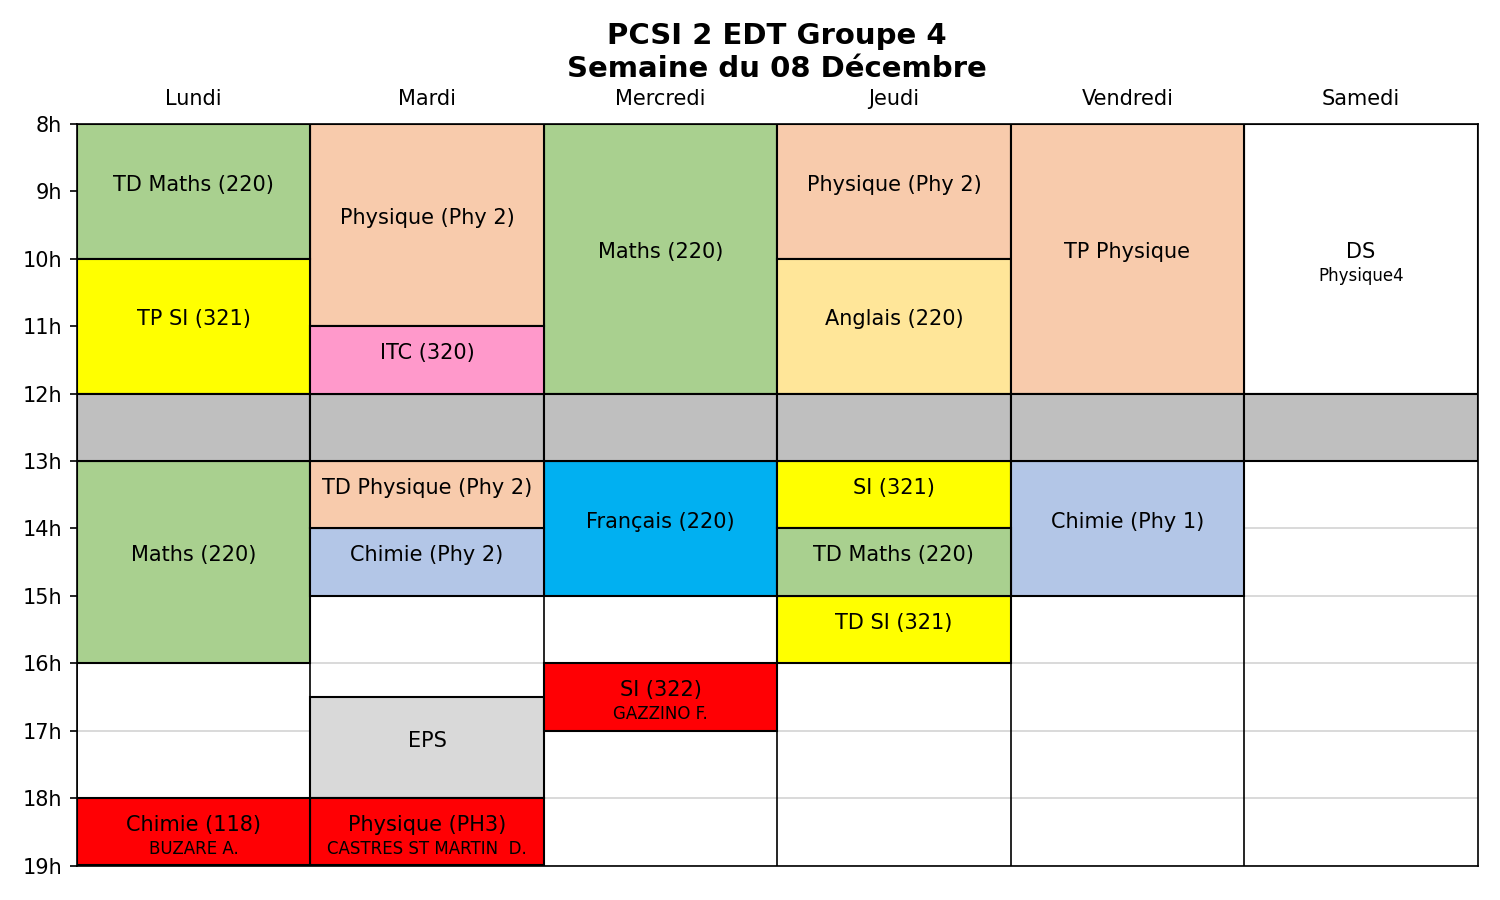 PCSI 2 EDT Groupe 4
Semaine du 08 Décembre
Lundi Mardi Mercredi Jeudi Vendredi Samedi
8h
9h
10h
11h
12h
13h
14h
15h
16h
17h
18h
19h
TD Maths (220)
TP SI (321)
Maths (220)
Chimie (118)
BUZARE A.
Physique (Phy 2)
ITC (320)
TD Physique (Phy 2)
Chimie (Phy 2)
EPS
Physique (PH3)
CASTRES ST MARTIN  D.
Maths (220)
Français (220)
SI (322)
GAZZINO F.
Physique (Phy 2)
Anglais (220)
SI (321)
TD Maths (220)
TD SI (321)
TP Physique
Chimie (Phy 1)
DS
Physique4